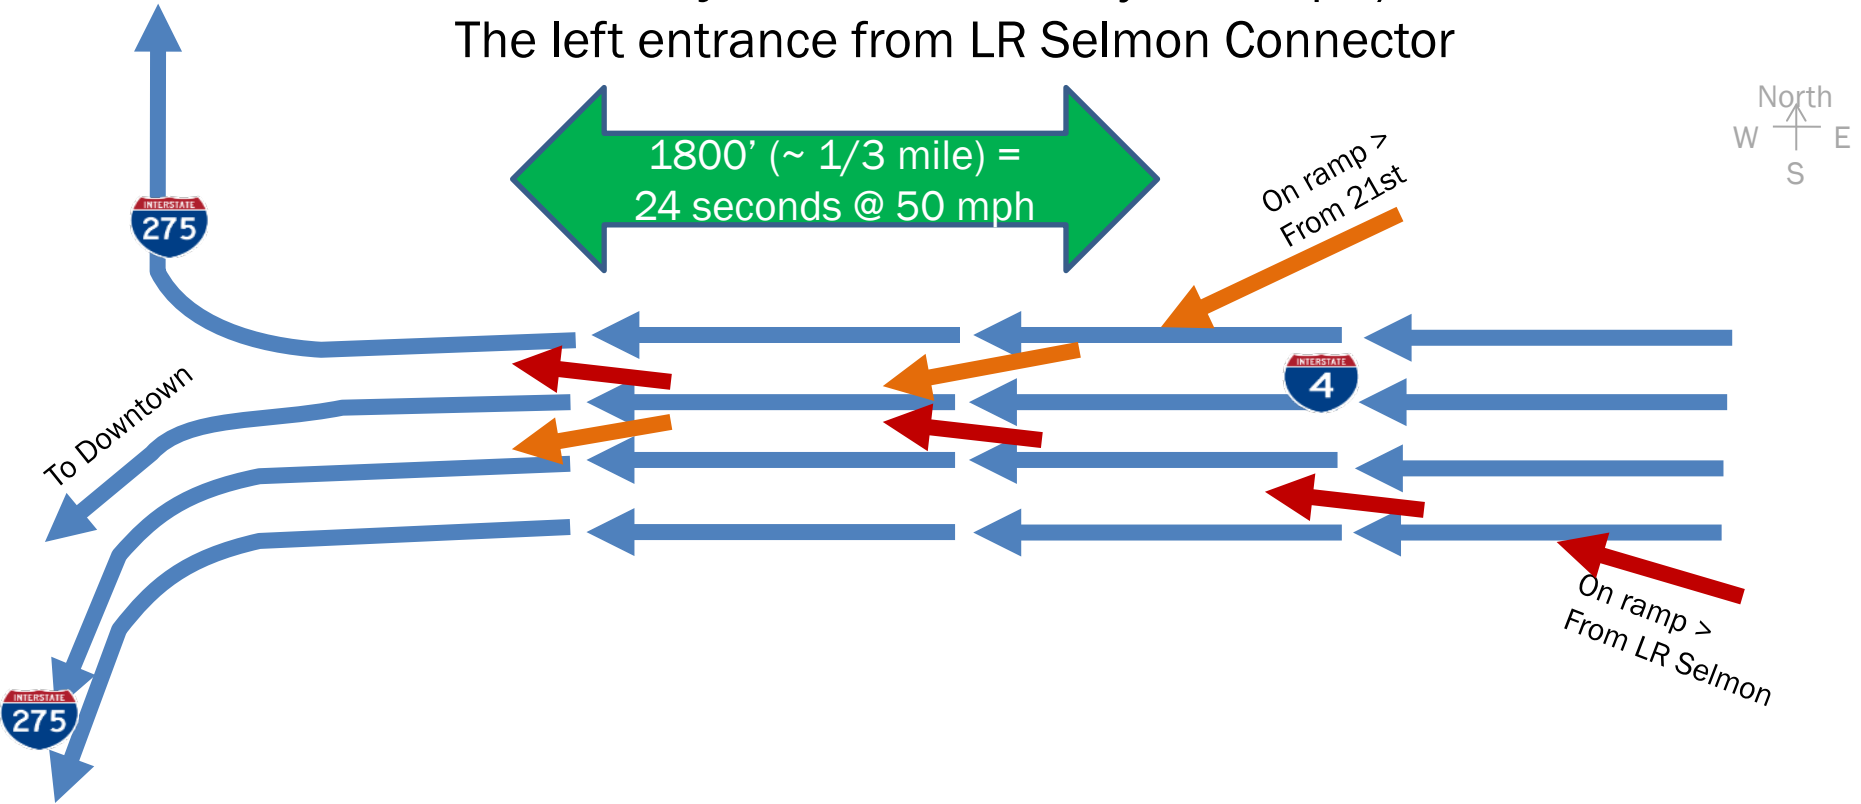 The left entrance from LR Selmon Connector
North
W E
S
1800’ (~ 1/3 mile) =
24 seconds @ 50 mph
On ramp >
From 21st
INTERSTATE
275
INTERSTATE
4
To Downtown
On ramp >
From LR Selmon
INTERSTATE
275